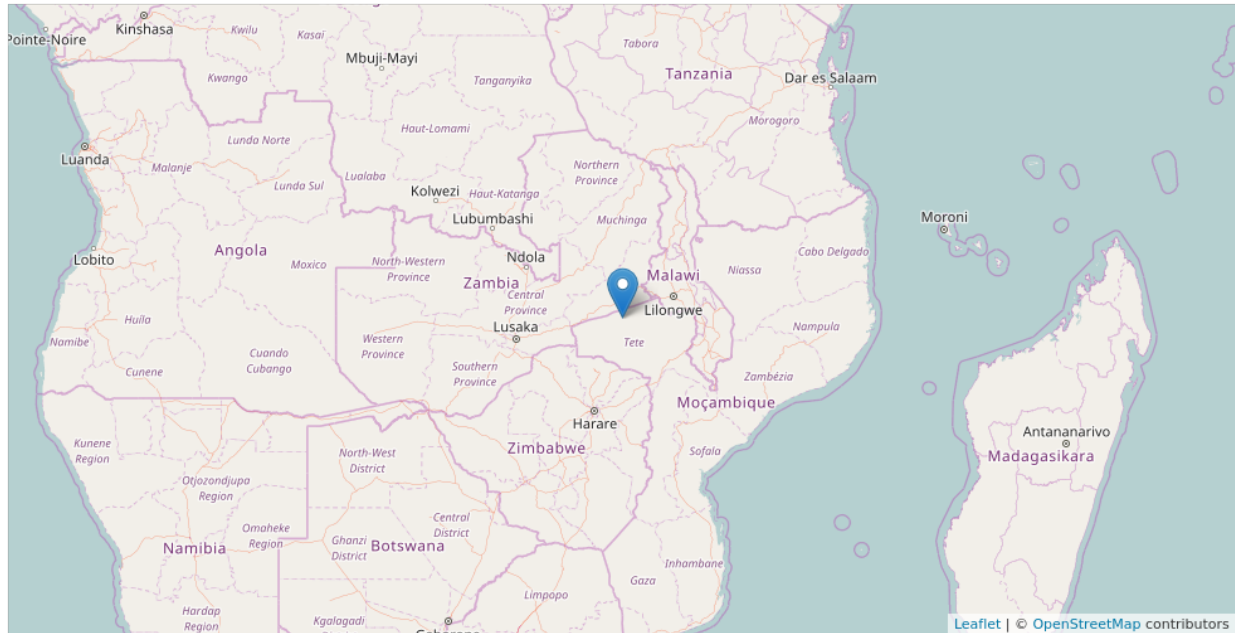 Kinshasa
Pointe-Noire
Kwilu
Kasai
Mbuji-Mayi
Kwango
Tanganyika
Tabora
Tanzania
Dar es Salaam
Morogoro
Luanda
Malanje
Lunda Norte
Lunda Sul
Haut-Lomami
Lualaba
Kolwezi
Haut-Katanga
Lubumbashi
Northern
Province
Muchinga
Lobito
Angola
Moxico
North-Western
Province
Ndola
Zambia
Central
Province
Malawi
Lilongwe
Niassa
Cabo Delgado
Moroni
Huíla
Namibe
Cunene
Cuando
Cubango
Western
Province
Lusaka
Southern
Province
Tete
Nampula
Zambézia
Moçambique
Harare
Zimbabwe
Sofala
Antananarivo
Madagasikara
Kunene
Region
Otjozondjupa
Region
North-West
District
Omaheke
Region
Namibia
Ghanzi
District
Central
District
Botswana
Inhambane
Gaza
Limpopo
Hardap
Region
Kgalagadi
Leaflet | © OpenStreetMap contributors